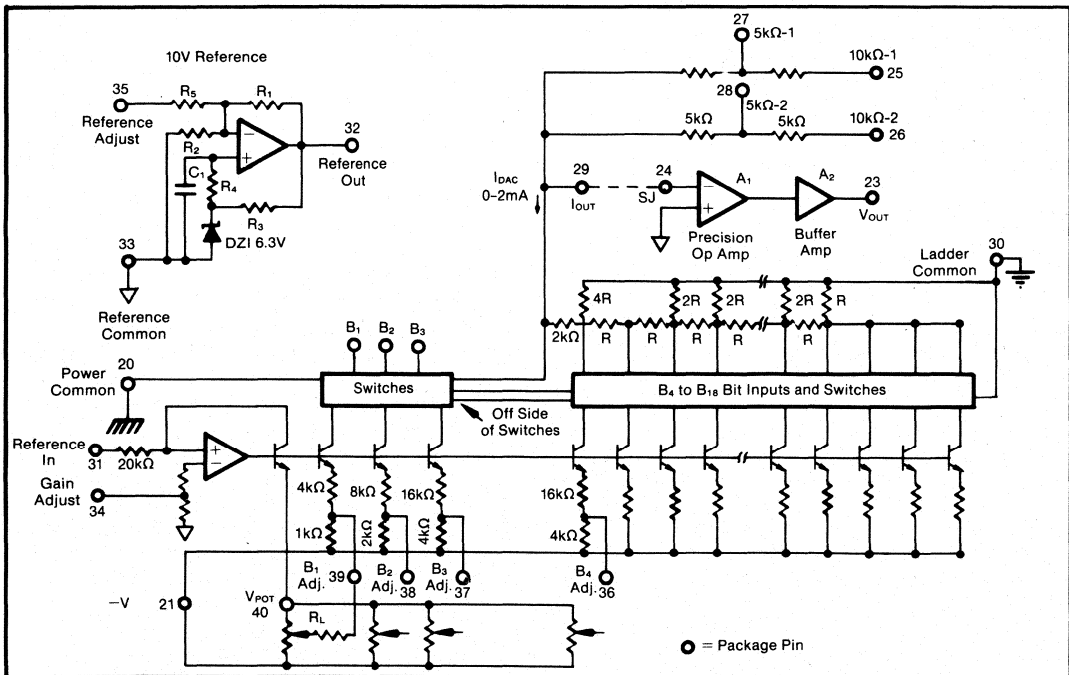 10V Reference
35
R5
R1
Reference
Adjust
R2
−
+
32
Reference
Out
C1
R4
R3
DZI 6.3V
33
Reference
Common
27
5kΩ-1
10kΩ-1
25
28
5kΩ-2
5kΩ
5kΩ
10kΩ-2
26
IDAC
0–2mA
29
IOUT
24
SJ
−
+
A1
A2
23
VOUT
Precision
Op Amp
Buffer
Amp
Ladder
Common
30
4R
2R
2R
2R
R
2kΩ
R
R
R
R
R
B1
B2
B3
20
Power
Common
Switches
B4 to B18 Bit Inputs and Switches
Off Side
of Switches
Reference
In
31
20kΩ
+
−
Gain
Adjust
34
4kΩ
8kΩ
16kΩ
16kΩ
1kΩ
2kΩ
4kΩ
4kΩ
B1
Adj.
39
B2
Adj.
38
B3
Adj.
37
B4
Adj.
36
−V
21
VPOT
40
RL
= Package Pin